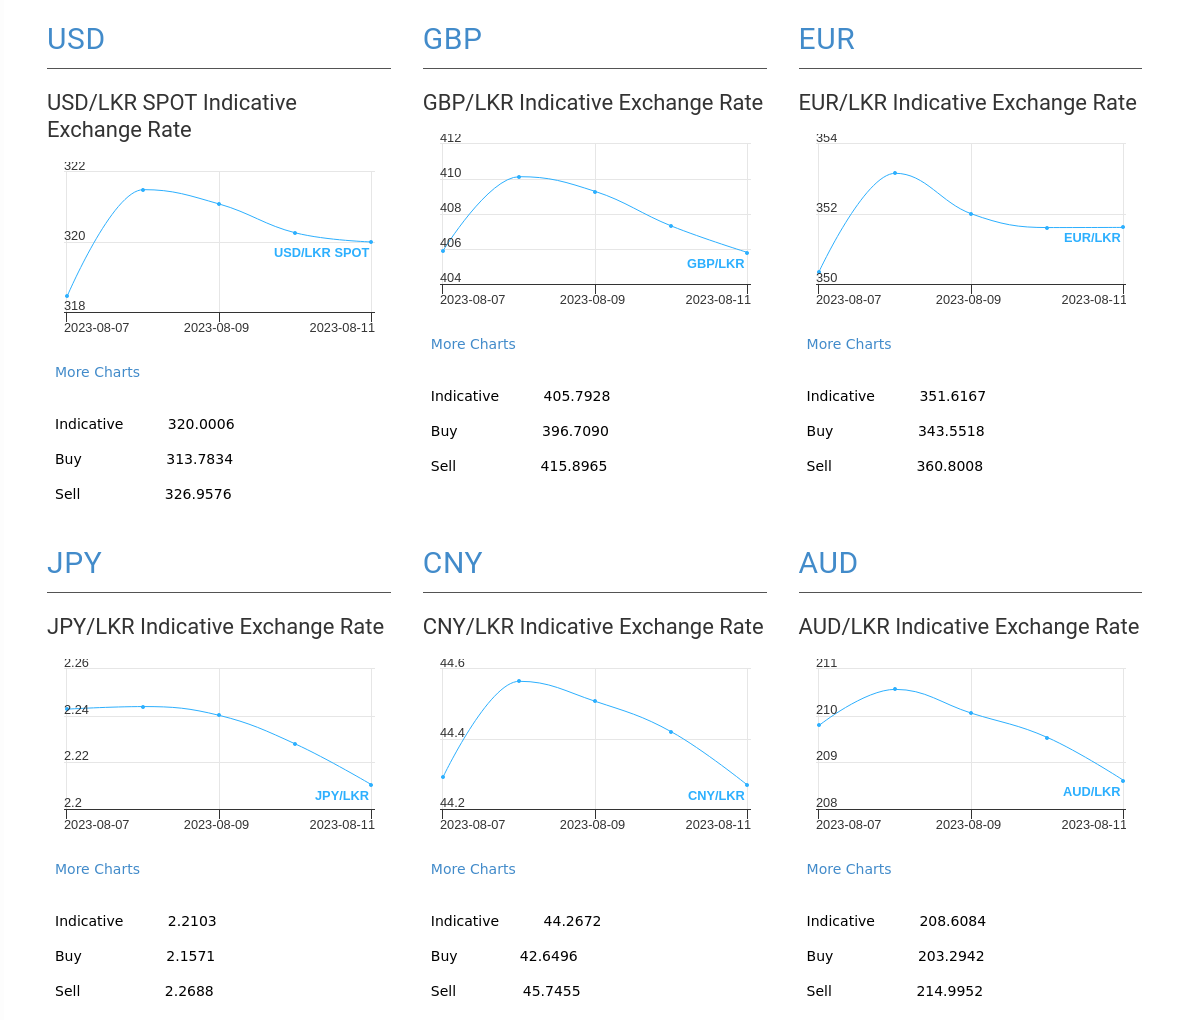 USD
USD/LKR SPOT Indicative
Exchange Rate
322
320
318
USD/LKR SPOT
2023-08-07 2023-08-09 2023-08-11
More Charts
Indicative 320.0006
Buy 313.7834
Sell 326.9576
GBP
GBP/LKR Indicative Exchange Rate
412
410
408
406
404
GBP/LKR
2023-08-07 2023-08-09 2023-08-11
More Charts
Indicative 405.7928
Buy 396.7090
Sell 415.8965
EUR
EUR/LKR Indicative Exchange Rate
354
352
350
EUR/LKR
2023-08-07 2023-08-09 2023-08-11
More Charts
Indicative 351.6167
Buy 343.5518
Sell 360.8008
JPY
JPY/LKR Indicative Exchange Rate
2.26
2.24
2.22
2.2
JPY/LKR
2023-08-07 2023-08-09 2023-08-11
More Charts
Indicative 2.2103
Buy 2.1571
Sell 2.2688
CNY
CNY/LKR Indicative Exchange Rate
44.6
44.4
44.2
CNY/LKR
2023-08-07 2023-08-09 2023-08-11
More Charts
Indicative 44.2672
Buy 42.6496
Sell 45.7455
AUD
AUD/LKR Indicative Exchange Rate
211
210
209
208
AUD/LKR
2023-08-07 2023-08-09 2023-08-11
More Charts
Indicative 208.6084
Buy 203.2942
Sell 214.9952